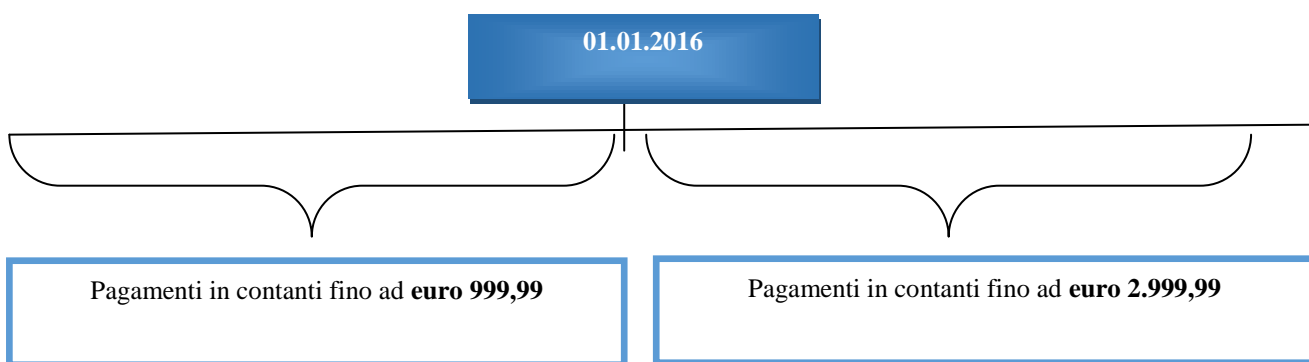 01.01.2016
Pagamenti in contanti fino ad euro 999,99
Pagamenti in contanti fino ad euro 2.999,99